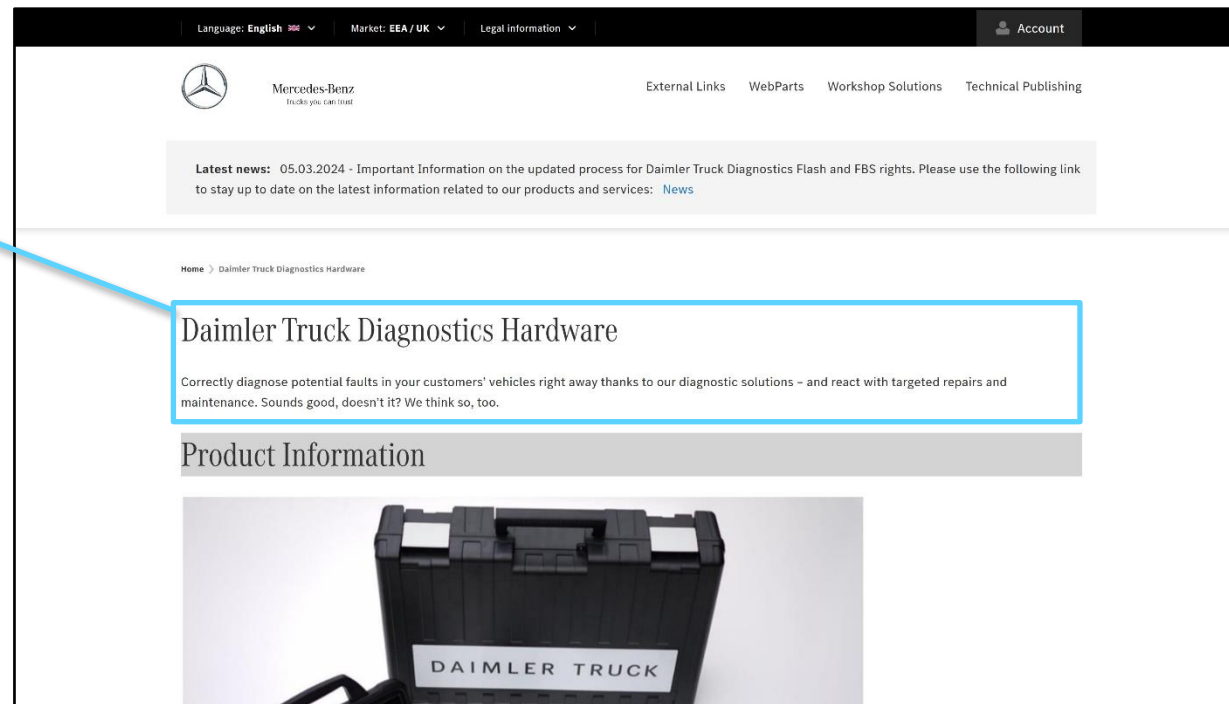 Language: English
Market: EEA / UK
Legal information
Account
Mercedes-Benz
Trucks you can trust
External Links
WebParts
Workshop Solutions
Technical Publishing
Latest news: 05.03.2024 - Important Information on the updated process for Daimler Truck Diagnostics Flash and FBS rights. Please use the following link
to stay up to date on the latest information related to our products and services: News
Home > Daimler Truck Diagnostics Hardware
Daimler Truck Diagnostics Hardware
Correctly diagnose potential faults in your customers' vehicles right away thanks to our diagnostic solutions – and react with targeted repairs and
maintenance. Sounds good, doesn't it? We think so, too.
Product Information
DAIMLER TRUCK